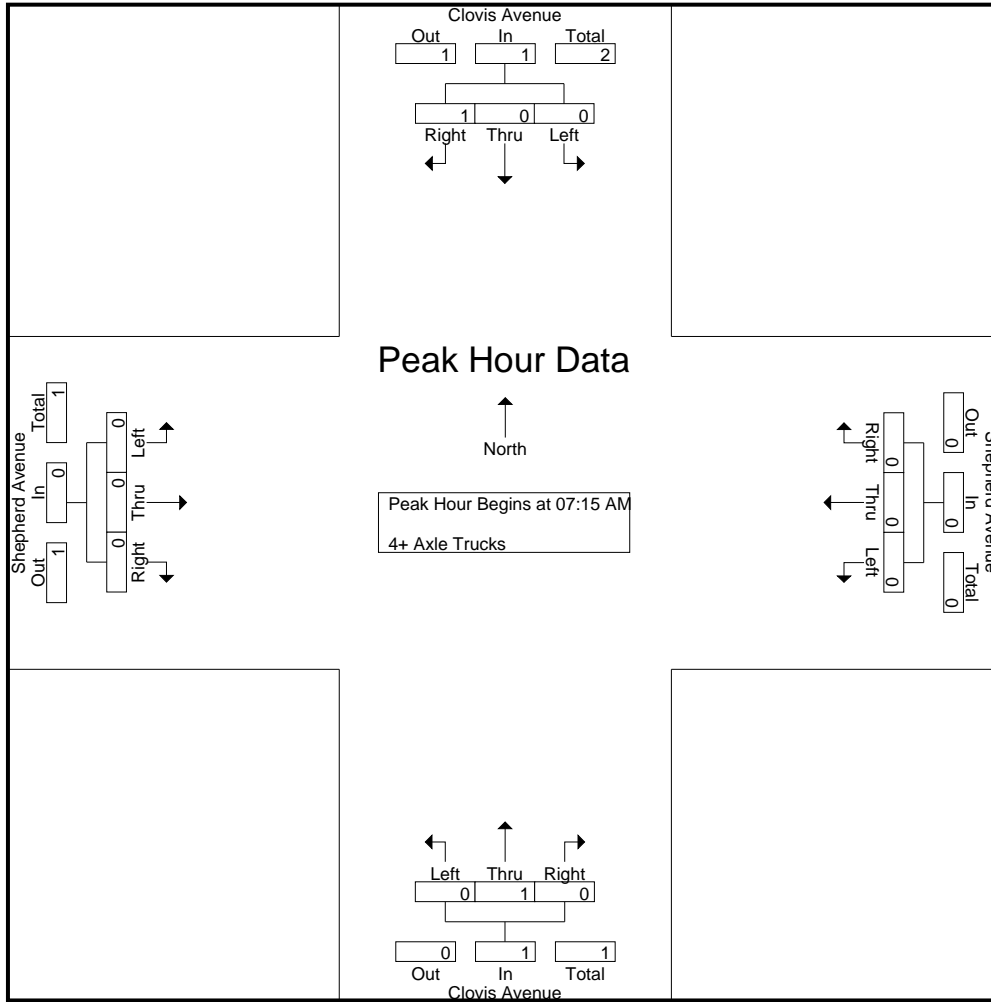 Clovis Avenue
Out In Total
1 1 2
1 0 0
Right Thru Left
Peak Hour Data
North
Peak Hour Begins at 07:15 AM
4+ Axle Trucks
Shepherd Avenue
Out In Total
1 0 1
0 0 0
Right Thru Left
Shepherd Avenue
Out In Total
0 0 0
0 0 0
Right Thru Left
Left Thru Right
0 1 0
0 1 1
Out In Total
Clovis Avenue